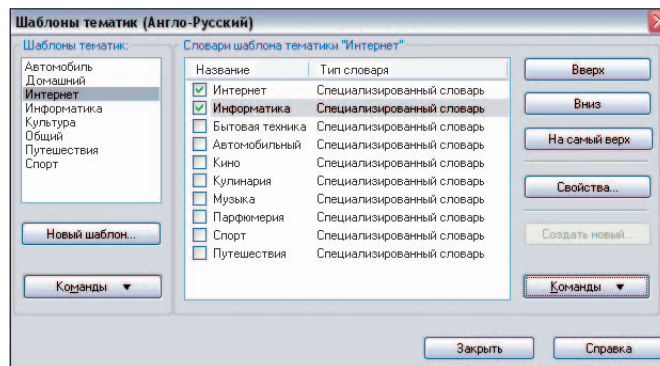 Шаблоны тематик (Англо-Русский)
Шаблоны тематик:
Автомобиль
Домашний
Интернет
Информатика
Культура
Общий
Путешествия
Спорт
Новый шаблон...
Команды
Словари шаблона тематики "Интернет"
Название Тип словаря
Интернет Специализированный словарь
Информатика Специализированный словарь
Бытовая техника Специализированный словарь
Автомобильный Специализированный словарь
Кино Специализированный словарь
Кулинария Специализированный словарь
Музыка Специализированный словарь
Парфюмерия Специализированный словарь
Спорт Специализированный словарь
Путешествия Специализированный словарь
Вверх
Вниз
На самый верх
Свойства...
Создать новый...
Команды
Закрыть
Справка